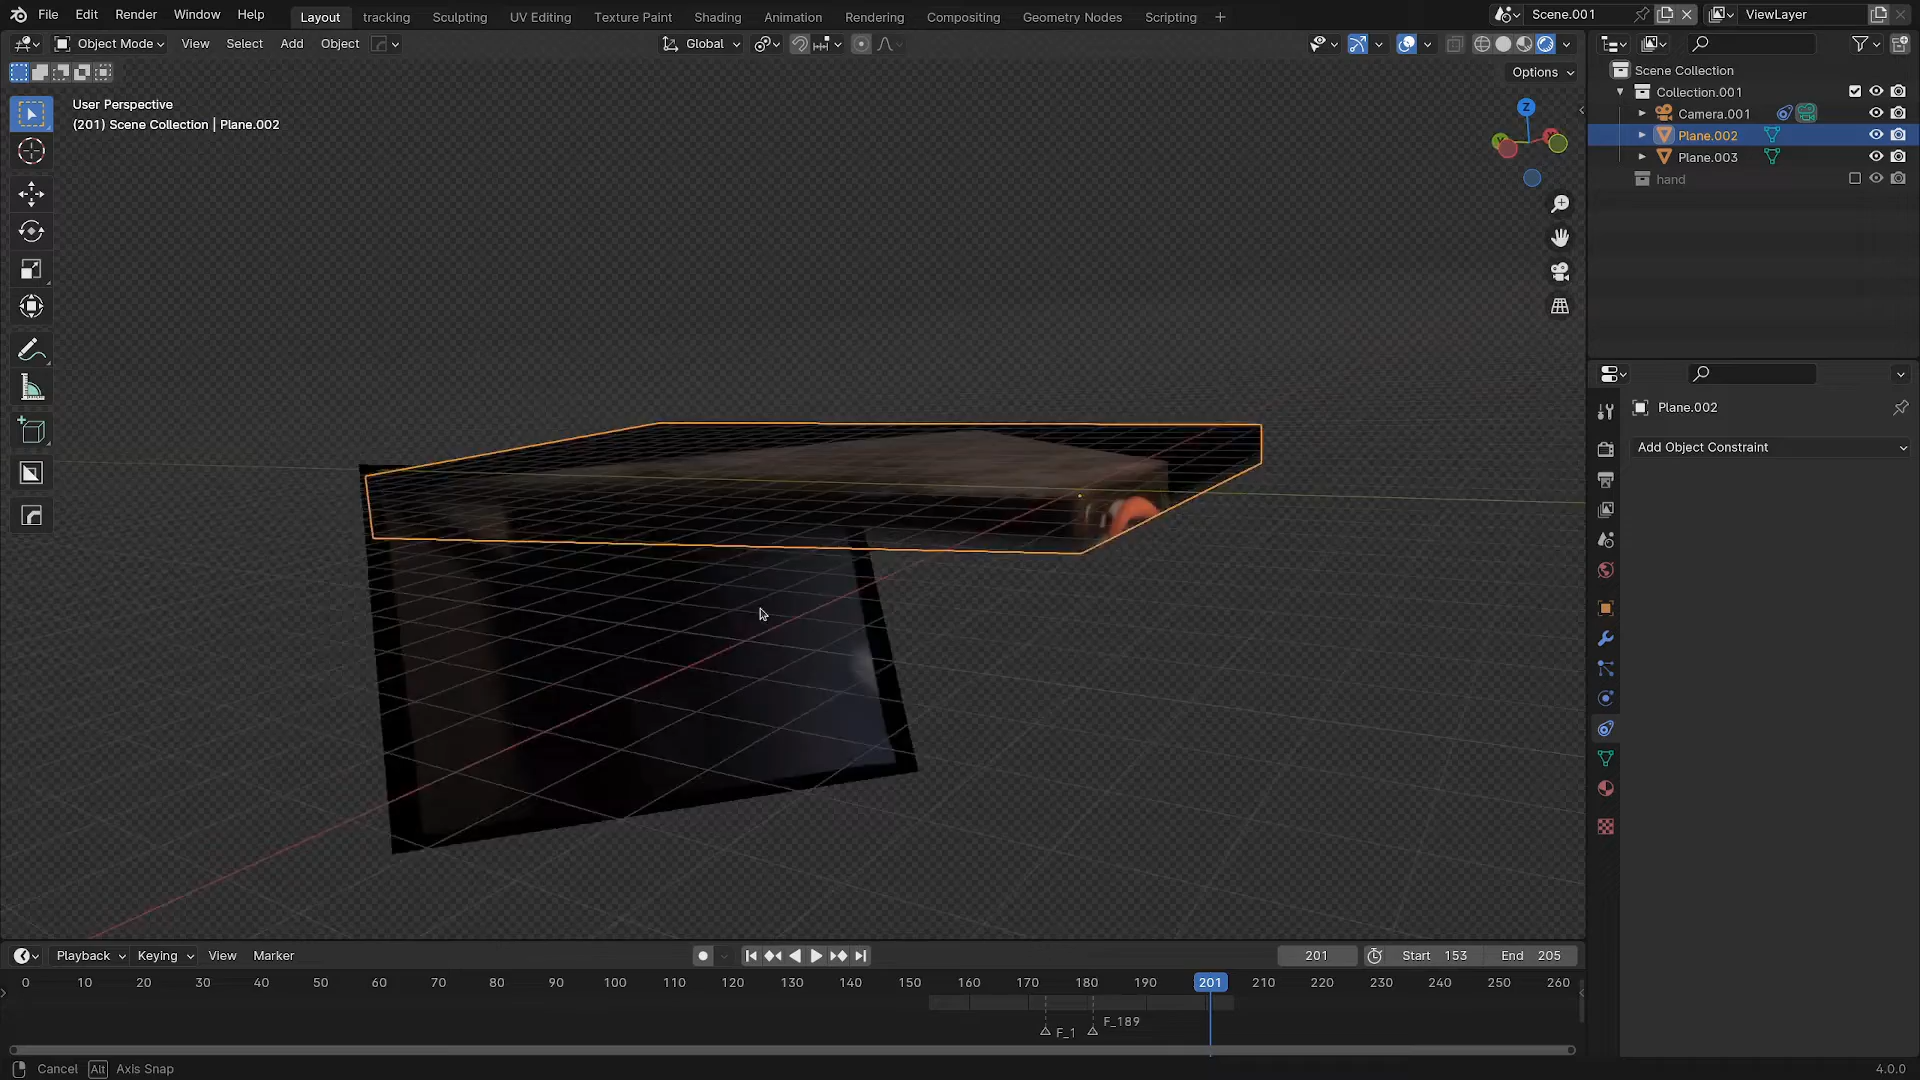 File Edit Render Window Help Layout tracking Sculpting UV Editing Texture Paint Shading Animation Rendering Compositing Geometry Nodes Scripting + Scene.001 ViewLayer
Object Mode View Select Add Object Global
Options
User Perspective
(201) Scene Collection | Plane.002
Z
Scene Collection
Collection.001
Camera.001
Plane.002
Plane.003
hand
Plane.002
Add Object Constraint
Playback Keying View Marker 201 Start 153 End 205
0 10 20 30 40 50 60 70 80 90 100 110 120 130 140 150 160 170 180 190 201 210 220 230 240 250 260
F_1 F_189
Cancel Alt Axis Snap 4.0.0